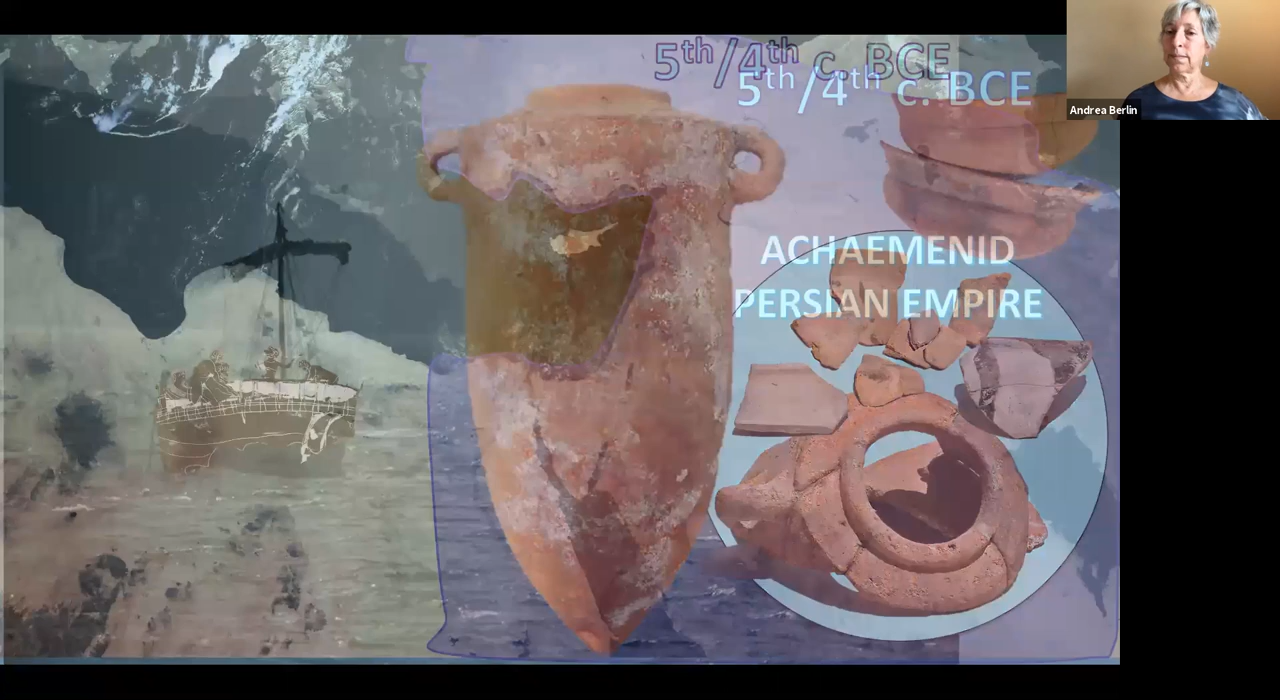 5th/4th c. BCE
5th/4th c. BCE
Andrea Berlin
ACHAEMENID
PERSIAN EMPIRE